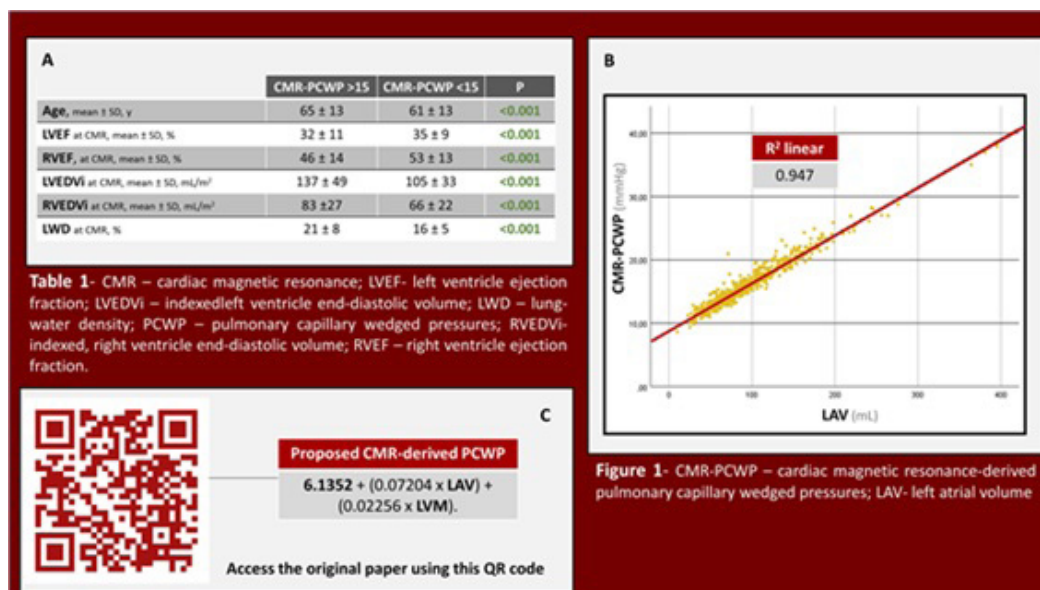 A
CMR-PCWP >15 CMR-PCWP <15 P
Age, mean ± SD, y 65 ± 13 61 ± 13 <0.001
LVEF at CMR, mean ± SD, % 32 ± 11 35 ± 9 <0.001
RVEF, at CMR, mean ± SD, % 46 ± 14 53 ± 13 <0.001
LVEDVi at CMR, mean ± SD, mL/m² 137 ± 49 105 ± 33 <0.001
RVEDVi at CMR, mean ± SD, mL/m² 83 ±27 66 ± 22 <0.001
LWD at CMR, % 21 ± 8 16 ± 5 <0.001
Table 1- CMR – cardiac magnetic resonance; LVEF- left ventricle ejection
fraction; LVEDVi – indexedleft ventricle end-diastolic volume; LWD – lung-
water density; PCWP – pulmonary capillary wedged pressures; RVEDVi-
indexed, right ventricle end-diastolic volume; RVEF – right ventricle ejection
fraction.
B
CMR-PCWP (mmHg)
40,00
30,00
20,00
10,00
,00
R² linear
0.947
0 100 200 300 400
LAV (mL)
Figure 1- CMR-PCWP – cardiac magnetic resonance-derived
pulmonary capillary wedged pressures; LAV- left atrial volume
C
Proposed CMR-derived PCWP
6.1352 + (0.07204 x LAV) +
(0.02256 x LVM).
Access the original paper using this QR code